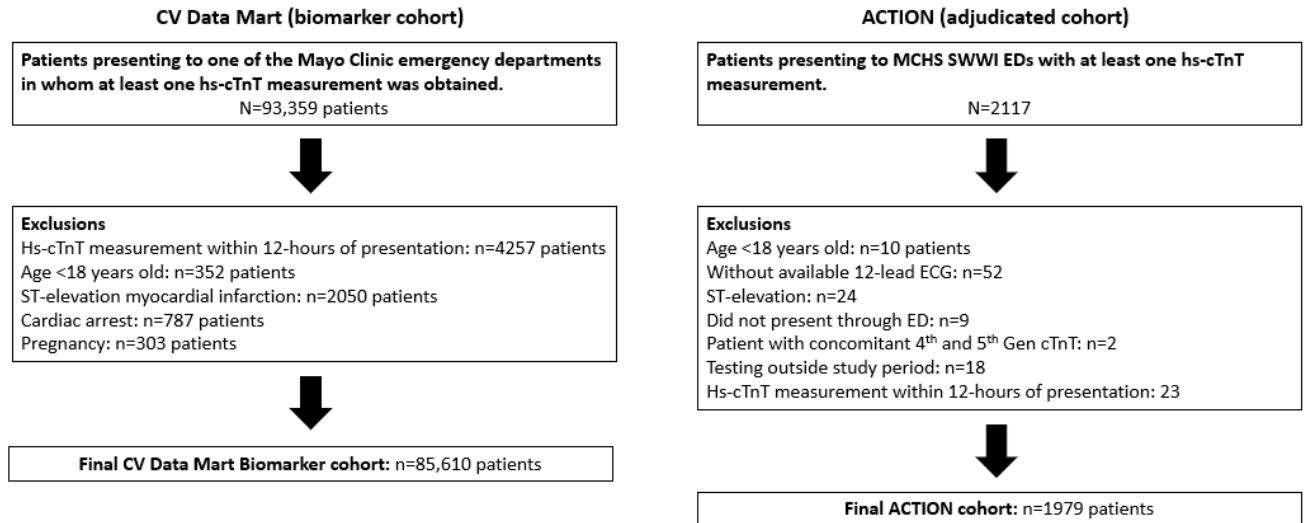 CV Data Mart (biomarker cohort)
Patients presenting to one of the Mayo Clinic emergency departments
in whom at least one hs-cTnT measurement was obtained.
N=93,359 patients
Exclusions
Hs-cTnT measurement within 12-hours of presentation: n=4257 patients
Age <18 years old: n=352 patients
ST-elevation myocardial infarction: n=2050 patients
Cardiac arrest: n=787 patients
Pregnancy: n=303 patients
Final CV Data Mart Biomarker cohort: n=85,610 patients
ACTION (adjudicated cohort)
Patients presenting to MCHS SWWI EDs with at least one hs-cTnT
measurement.
N=2117
Exclusions
Age <18 years old: n=10 patients
Without available 12-lead ECG: n=52
ST-elevation: n=24
Did not present through ED: n=9
Patient with concomitant 4th and 5th Gen cTnT: n=2
Testing outside study period: n=18
Hs-cTnT measurement within 12-hours of presentation: 23
Final ACTION cohort: n=1979 patients